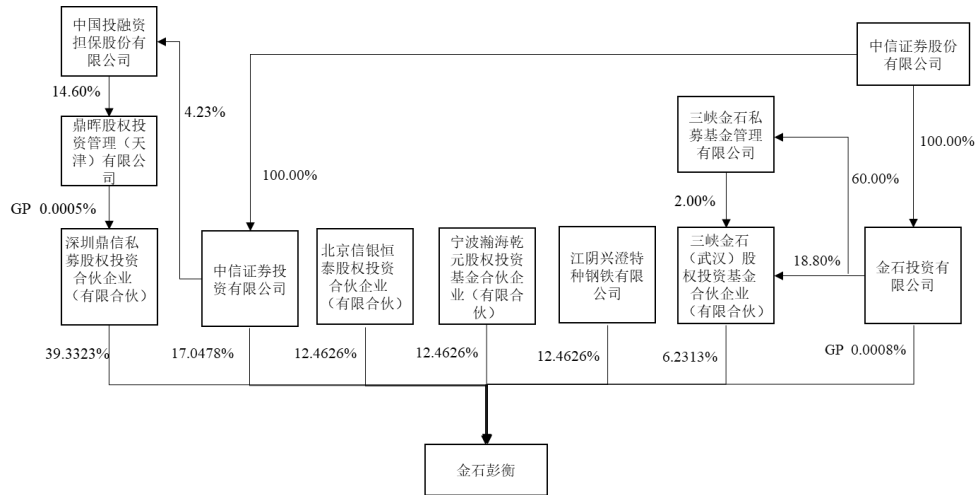 中国投融资
担保股份有
限公司
中信证券股份
有限公司
14.60%
4.23%
鼎晖股权投
资管理（天
津）有限公
司
三峡金石私
募基金管理
有限公司
100.00%
100.00%
60.00%
2.00%
GP 0.0005%
深圳鼎信私
募股权投资
合伙企业
（有限合伙）
中信证券投
资有限公司
北京信银恒
泰股权投资
合伙企业
（有限合伙）
宁波瀚海乾
元股权投资
基金合伙企
业（有限合
伙）
江阴兴澄特
种钢铁有限
公司
三峡金石
（武汉）股
权投资基金
合伙企业
（有限合伙）
18.80%
金石投资有
限公司
39.3323%
17.0478%
12.4626%
12.4626%
12.4626%
6.2313%
GP 0.0008%
金石彭衡